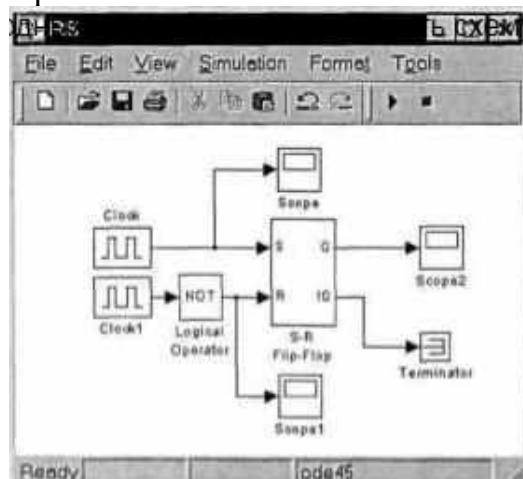 RS
File Edit View Simulation Format Tools
Scope
Clock
S Q
Scope2
NOT
R !Q
Clock1
Logical
Operator
S-R
Flip-Flop
Terminator
Scope1
Ready ode45